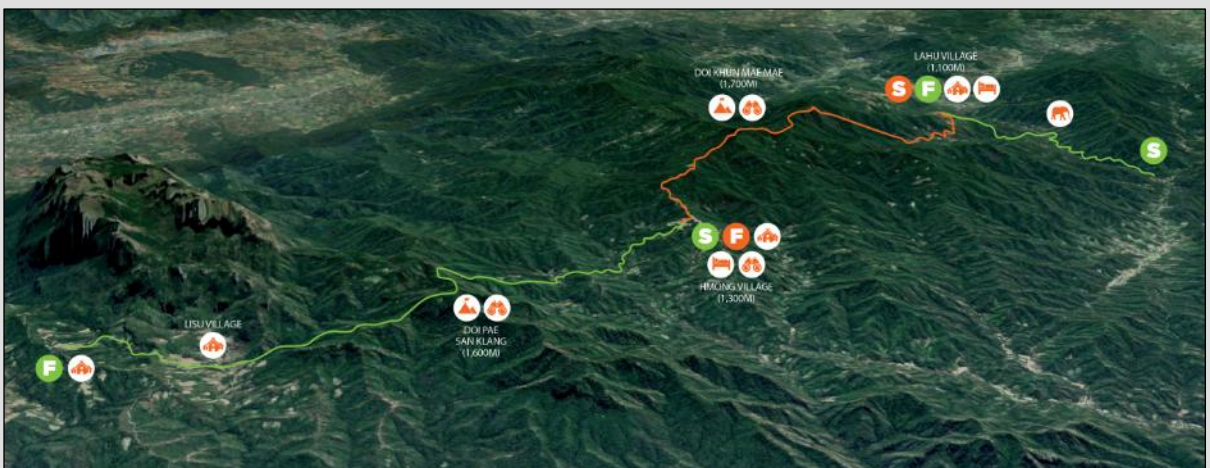 LAHU VILLAGE
(1,100M)
S F
DOI KHUN MAE MAE
(1,700M)
S
S F
HMONG VILLAGE
(1,300M)
DOI PAE
SAN KLANG
(1,600M)
LISU VILLAGE
F